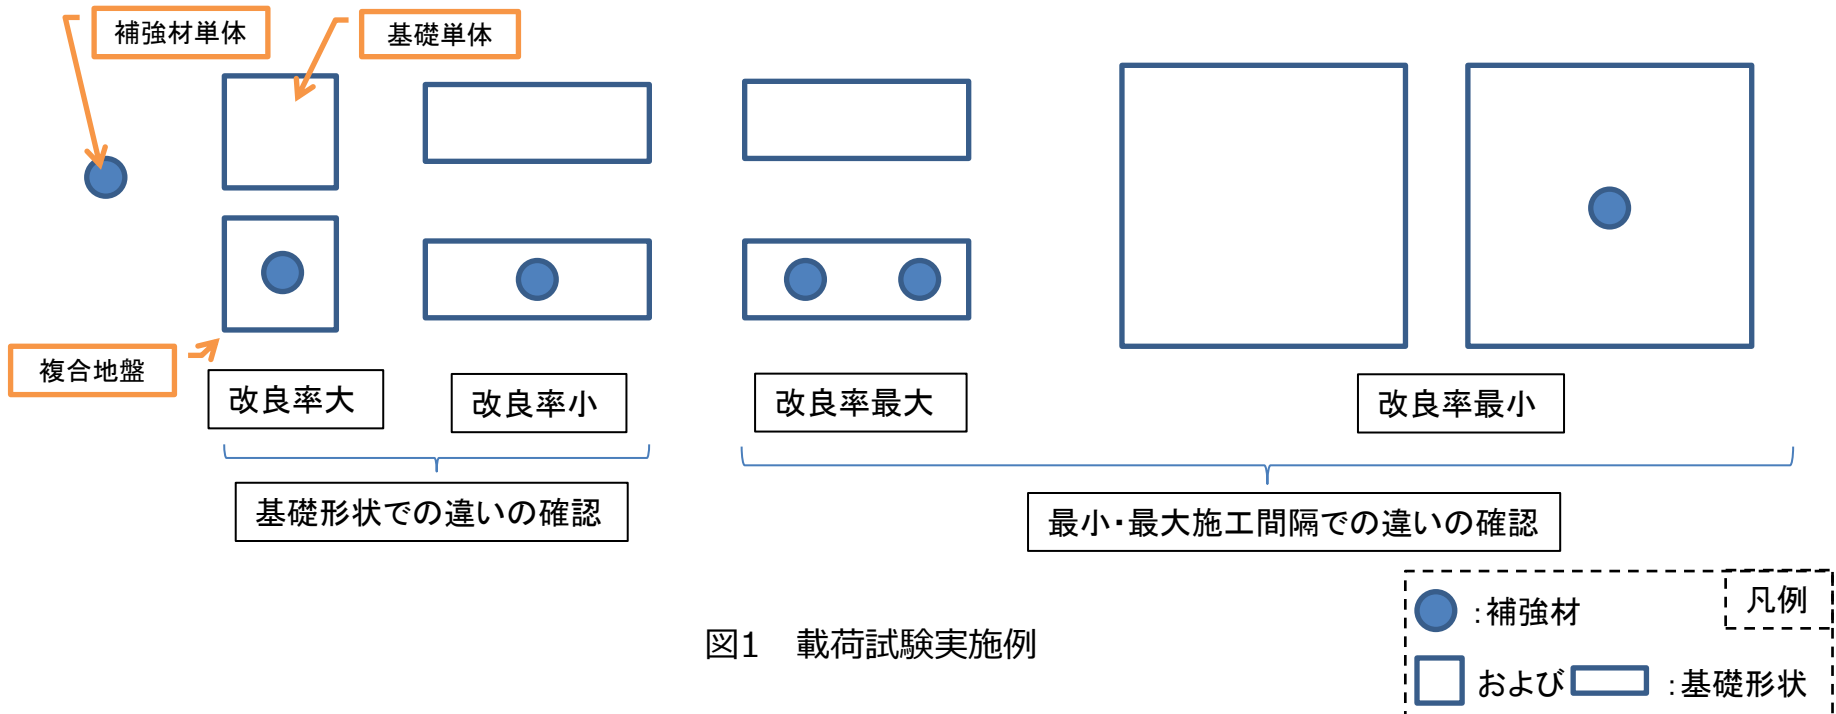 補強材単体
基礎単体
複合地盤
改良率大
改良率小
改良率最大
改良率最小
基礎形状での違いの確認
最小・最大施工間隔での違いの確認
凡例
:補強材
および
:基礎形状
図1 載荷試験実施例